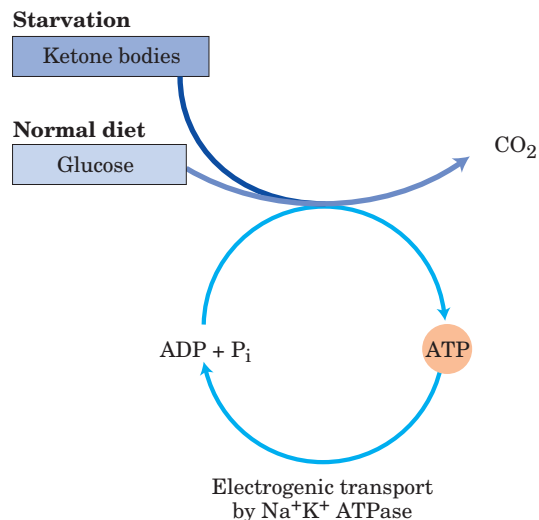 Starvation
Ketone bodies
Normal diet
Glucose
CO₂
ADP + Pᵢ
ATP
Electrogenic transport
by Na⁺K⁺ ATPase